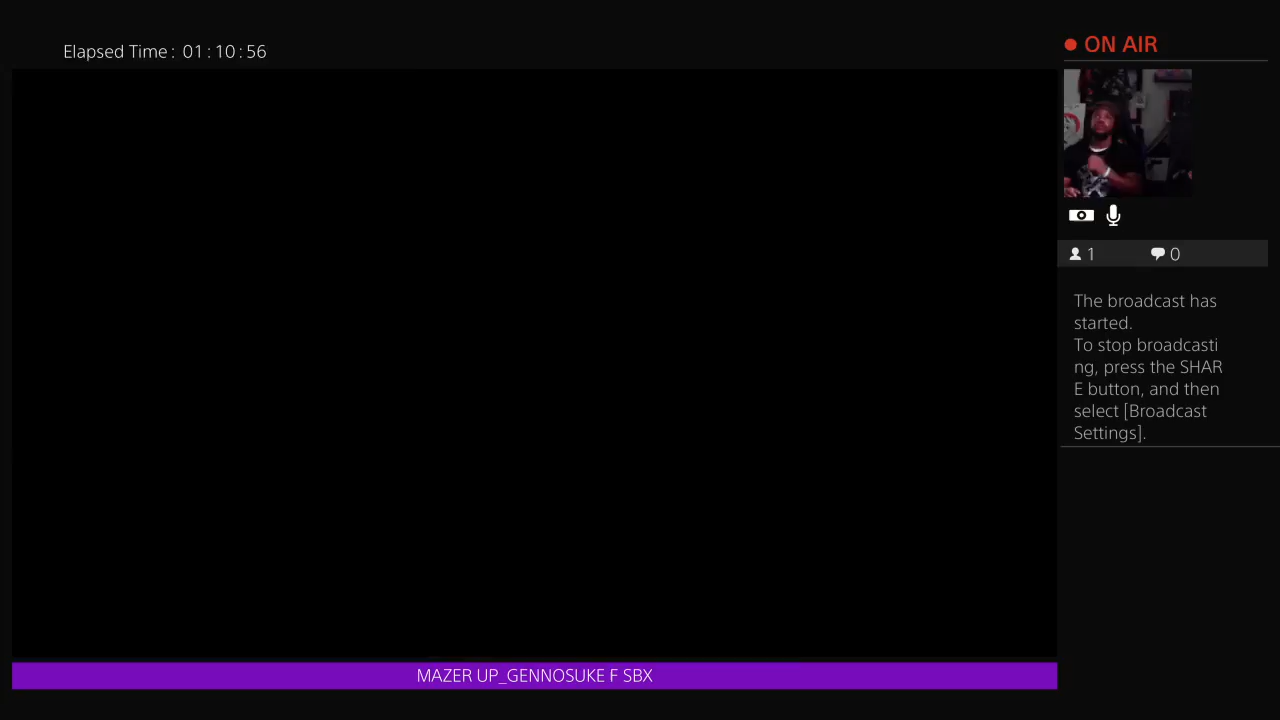 Elapsed Time : 01 : 10 : 56
ON AIR
1
0
The broadcast has
started.
To stop broadcasti
ng, press the SHAR
E button, and then
select [Broadcast
Settings].
MAZER UP_GENNOSUKE F SBX